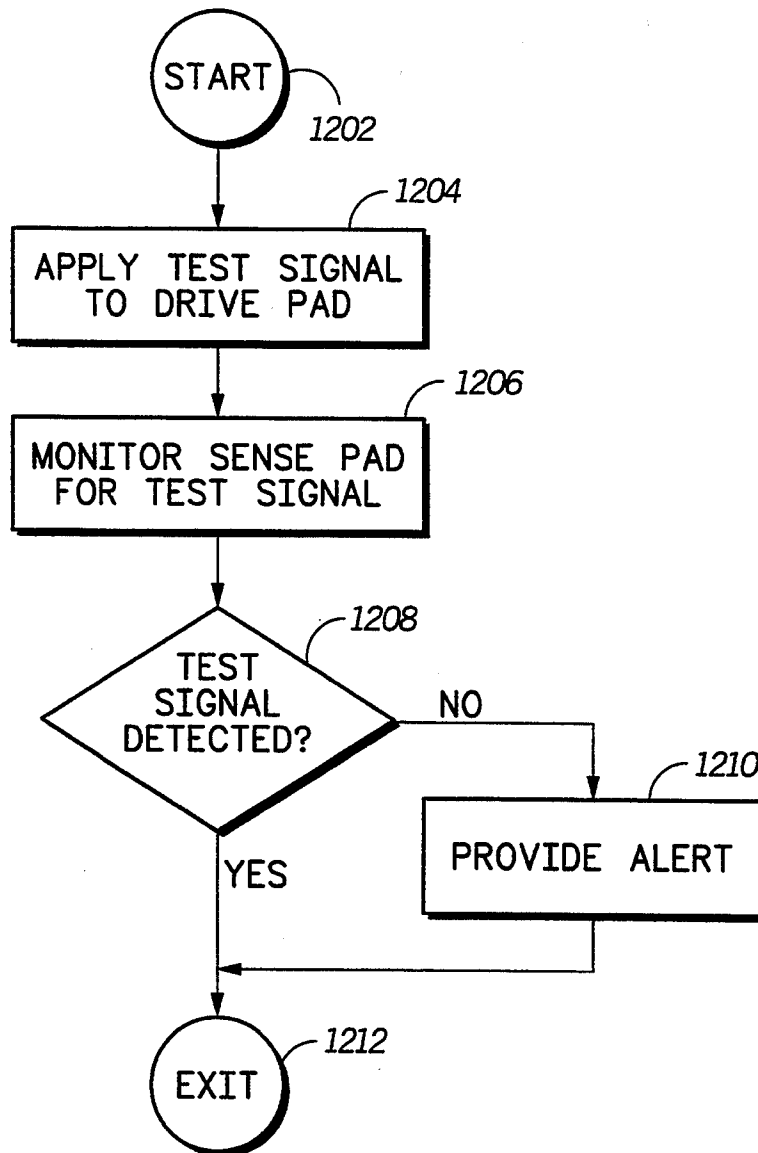 START
1202
1204
APPLY TEST SIGNAL
TO DRIVE PAD
1206
MONITOR SENSE PAD
FOR TEST SIGNAL
1208
TEST
SIGNAL
DETECTED?
NO
1210
PROVIDE ALERT
YES
1212
EXIT